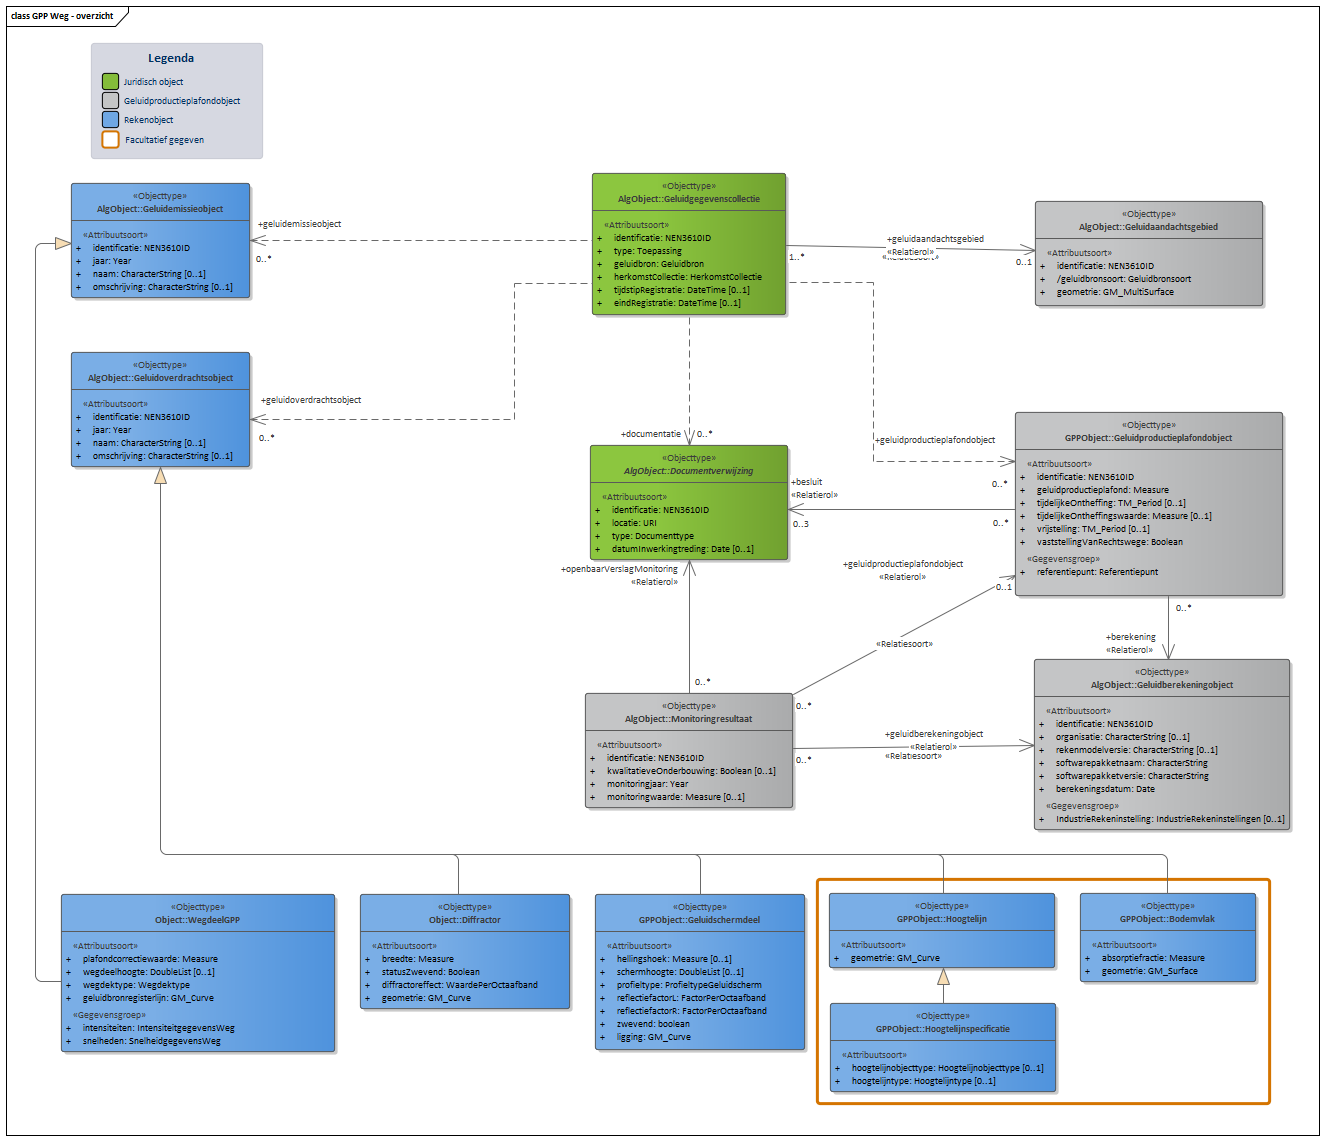 class GPP Weg - overzicht
Legenda
Juridisch object
Geluidproductieplafondobject
Rekenobject
Facultatief gegeven
«Objecttype»
AlgObject::Geluidemissieobject
«Attribuutsoort»
+ identificatie: NEN3610ID
+ jaar: Year
+ naam: CharacterString [0..1]
+ omschrijving: CharacterString [0..1]
+geluidemissieobject
0..*
«Objecttype»
AlgObject::Geluidgegevenscollectie
«Attribuutsoort»
+ identificatie: NEN3610ID
+ type: Toepassing
+ geluidbron: Geluidbron
+ herkomstCollectie: HerkomstCollectie
+ tijdstipRegistratie: DateTime [0..1]
+ eindRegistratie: DateTime [0..1]
+geluidaandachtsgebied
«Relatierol»
«Relatiesoort»
1..*
0..1
«Objecttype»
AlgObject::Geluidaandachtsgebied
«Attribuutsoort»
+ identificatie: NEN3610ID
+ /geluidbronsoort: Geluidbronsoort
+ geometrie: GM_MultiSurface
«Objecttype»
AlgObject::Geluidoverdrachtsobject
«Attribuutsoort»
+ identificatie: NEN3610ID
+ jaar: Year
+ naam: CharacterString [0..1]
+ omschrijving: CharacterString [0..1]
+geluidoverdrachtsobject
0..*
+documentatie
0..*
«Objecttype»
AlgObject::Documentverwijzing
«Attribuutsoort»
+ identificatie: NEN3610ID
+ locatie: URI
+ type: Documenttype
+ datumInwerkingtreding: Date [0..1]
+geluidproductieplafondobject
0..*
+besluit
«Relatierol»
0..3
0..*
«Objecttype»
GPPObject::Geluidproductieplafondobject
«Attribuutsoort»
+ identificatie: NEN3610ID
+ geluidproductieplafond: Measure
+ tijdelijkeOntheffing: TM_Period [0..1]
+ tijdelijkeOntheffingswaarde: Measure [0..1]
+ vrijstelling: TM_Period [0..1]
+ vaststellingVanRechtswege: Boolean
«Gegevensgroep»
+ referentiepunt: Referentiepunt
+openbaarVerslagMonitoring
«Relatierol»
0..*
+geluidproductieplafondobject
«Relatierol»
0..1
«Relatiesoort»
0..*
0..*
+berekening
«Relatierol»
«Objecttype»
AlgObject::Monitoringresultaat
«Attribuutsoort»
+ identificatie: NEN3610ID
+ kwalitatieveOnderbouwing: Boolean [0..1]
+ monitoringjaar: Year
+ monitoringwaarde: Measure [0..1]
+geluidberekeningobject
«Relatierol»
«Relatiesoort»
0..*
«Objecttype»
AlgObject::Geluidberekeningobject
«Attribuutsoort»
+ identificatie: NEN3610ID
+ organisatie: CharacterString [0..1]
+ rekenmodelversie: CharacterString [0..1]
+ softwarepakketnaam: CharacterString
+ softwarepakketversie: CharacterString
+ berekeningsdatum: Date
«Gegevensgroep»
+ IndustrieRekeninstelling: IndustrieRekeninstellingen [0..1]
«Objecttype»
Object::WegdeelGPP
«Attribuutsoort»
+ plafondcorrectiewaarde: Measure
+ wegdeelhoogte: DoubleList [0..1]
+ wegdektype: Wegdektype
+ geluidbronregisterlijn: GM_Curve
«Gegevensgroep»
+ intensiteiten: IntensiteitgegevensWeg
+ snelheden: SnelheidgegevensWeg
«Objecttype»
Object::Diffractor
«Attribuutsoort»
+ breedte: Measure
+ statusZwevend: Boolean
+ diffractoreffect: WaardePerOctaafband
+ geometrie: GM_Curve
«Objecttype»
GPPObject::Geluidschermdeel
«Attribuutsoort»
+ hellingshoek: Measure [0..1]
+ schermhoogte: DoubleList [0..1]
+ profieltype: ProfieltypeGeluidscherm
+ reflectiefactorL: FactorPerOctaafband
+ reflectiefactorR: FactorPerOctaafband
+ zwevend: boolean
+ ligging: GM_Curve
«Objecttype»
GPPObject::Hoogtelijn
«Attribuutsoort»
+ geometrie: GM_Curve
«Objecttype»
GPPObject::Bodemvlak
«Attribuutsoort»
+ absorptiefractie: Measure
+ geometrie: GM_Surface
«Objecttype»
GPPObject::Hoogtelijnspecificatie
«Attribuutsoort»
+ hoogtelijnobjecttype: Hoogtelijnobjecttype [0..1]
+ hoogtelijntype: Hoogtelijntype [0..1]